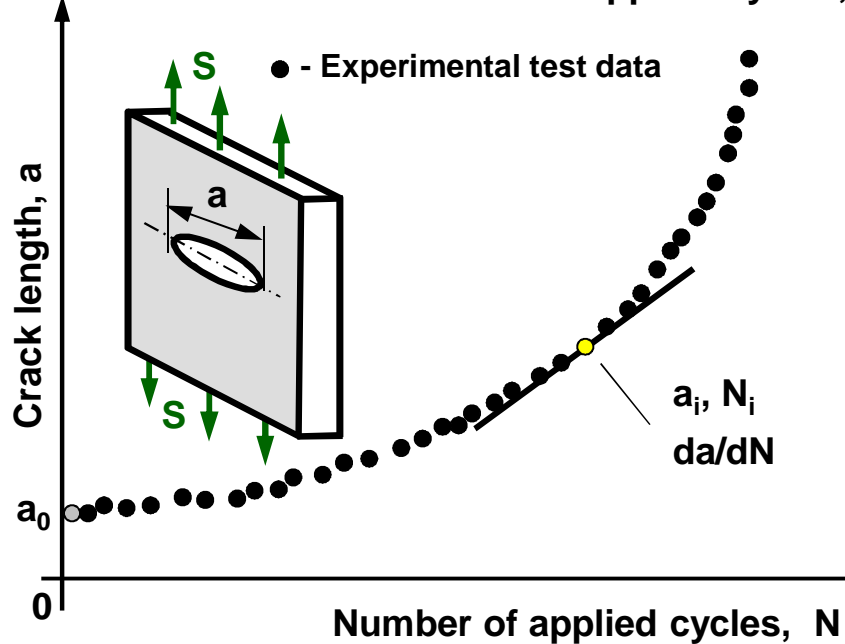 S
- Experimental test data
a
Crack length, a
S
aᵢ, Nᵢ
da/dN
a₀
0
Number of applied cycles, N